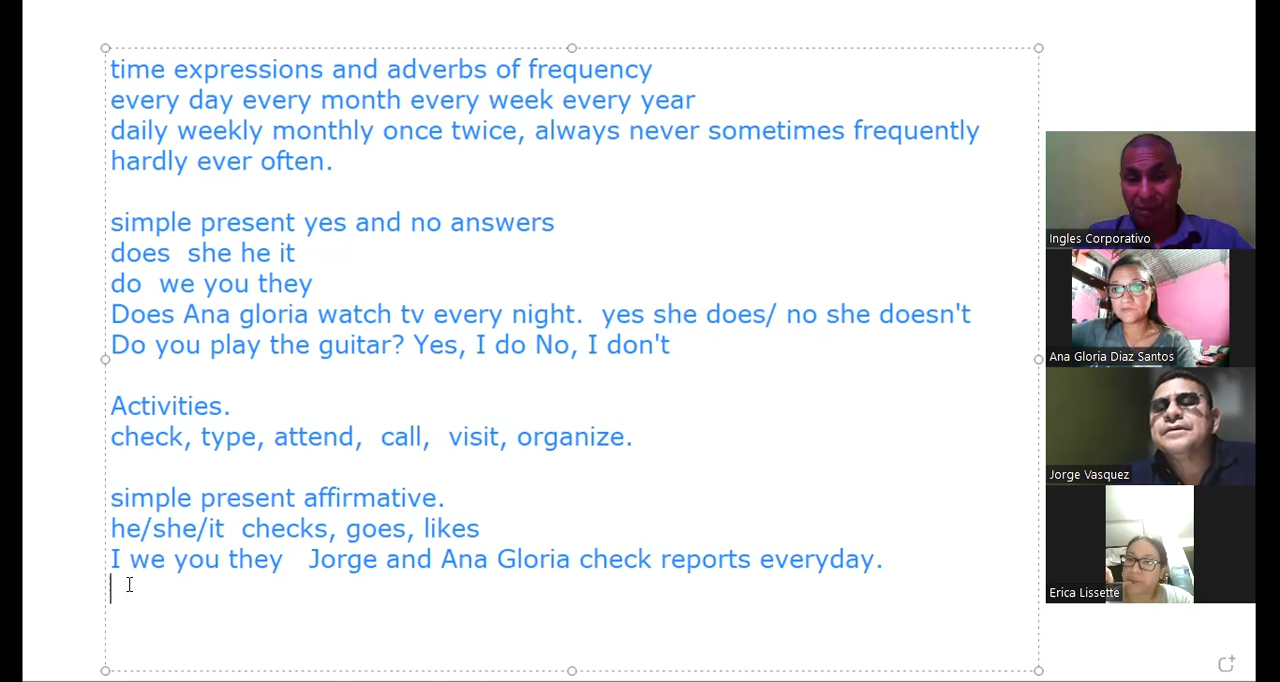 time expressions and adverbs of frequency
every day every month every week every year
daily weekly monthly once twice, always never sometimes frequently
hardly ever often.
simple present yes and no answers
does  she he it
do  we you they
Does Ana gloria watch tv every night.  yes she does/ no she doesn't
Do you play the guitar? Yes, I do No, I don't
Activities.
check, type, attend,  call,  visit, organize.
simple present affirmative.
he/she/it  checks, goes, likes
I we you they   Jorge and Ana Gloria check reports everyday.
Ingles Corporativo
Ana Gloria Diaz Santos
Jorge Vasquez
Erica Lissette